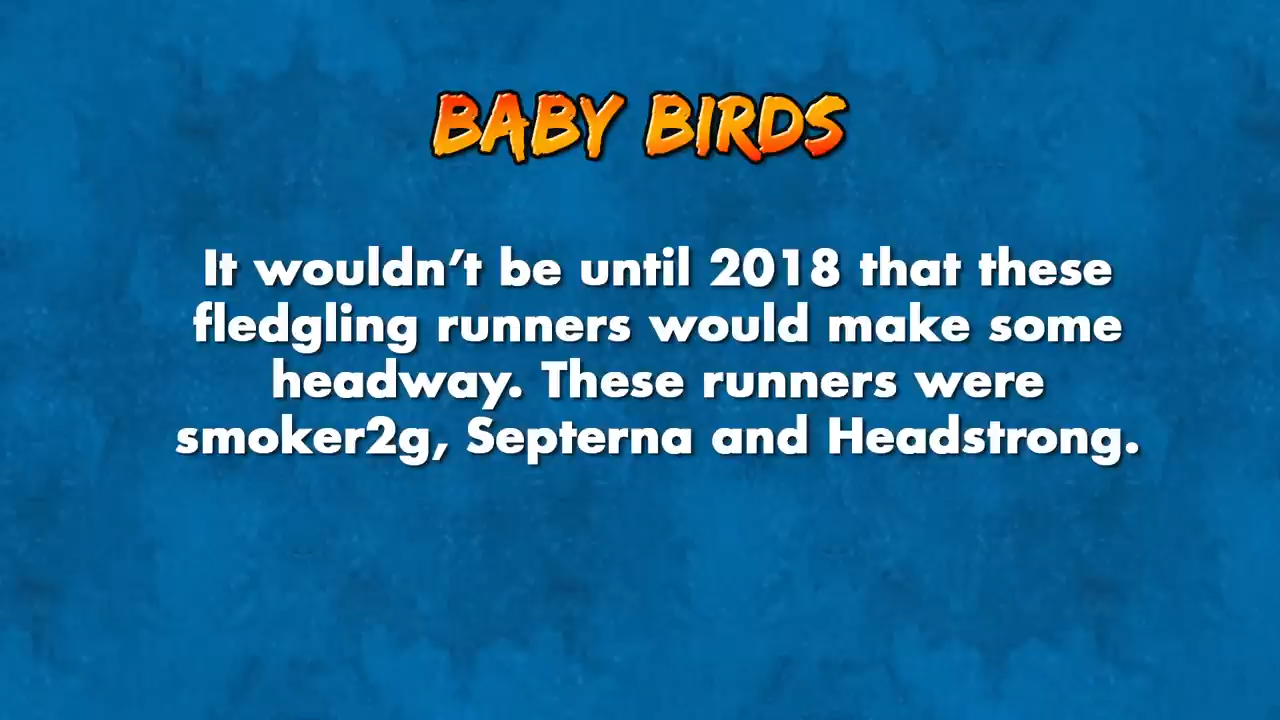 BABY BIRDS
It wouldn’t be until 2018 that these
fledgling runners would make some
headway. These runners were
smoker2g, Septerna and Headstrong.